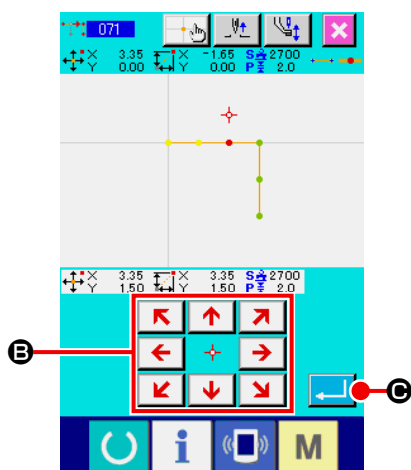 071
X 3.35 X -1.65 S 2700
Y 0.00 Y 0.00 P 2.0
X 3.35 X 3.35 S 2700
Y 1.50 Y 1.50 P 2.0
B
C
i M